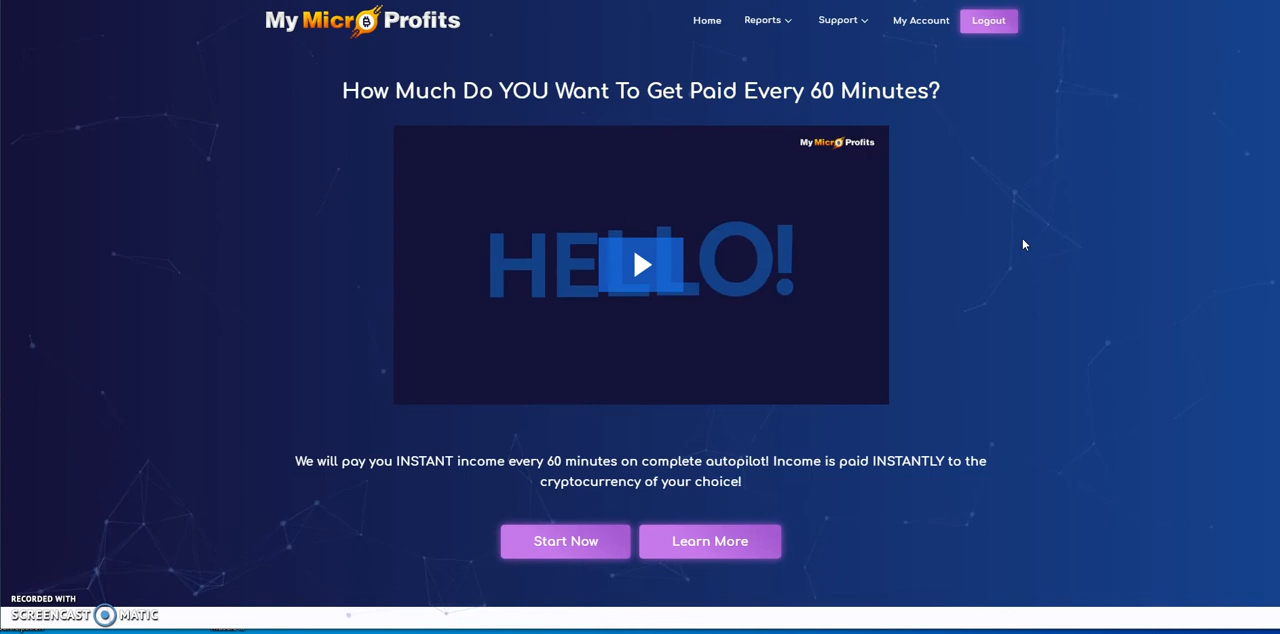 My Micro Profits
Home
Reports
Support
My Account
Logout
How Much Do YOU Want To Get Paid Every 60 Minutes?
My Micro Profits
HELLO!
We will pay you INSTANT income every 60 minutes on complete autopilot! Income is paid INSTANTLY to the
cryptocurrency of your choice!
Start Now
Learn More
RECORDED WITH
SCREENCAST MATIC